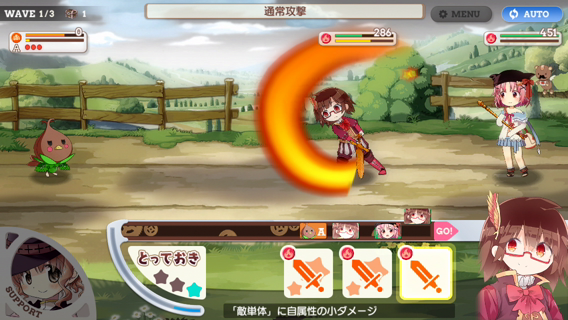 WAVE 1/3 1
通常攻撃
MENU
AUTO
0
A
286
451
GO!
とっておき
SUPPORT
「敵単体」に自属性の小ダメージ